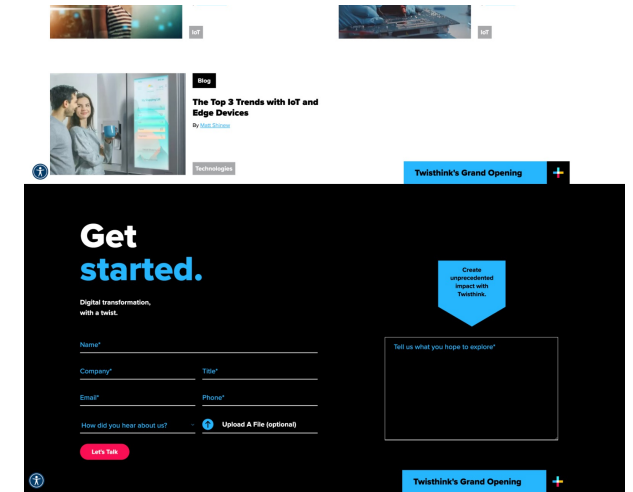 IoT
IoT
Blog
The Top 3 Trends with IoT and
Edge Devices
By Matt Shinew
Technologies
Twisthink's Grand Opening
Get
started.
Digital transformation,
with a twist.
Create
unprecedented
impact with
Twisthink.
Name*
Tell us what you hope to explore*
Company*
Title*
Email*
Phone*
How did you hear about us?
Upload A File (optional)
Let's Talk
Twisthink's Grand Opening